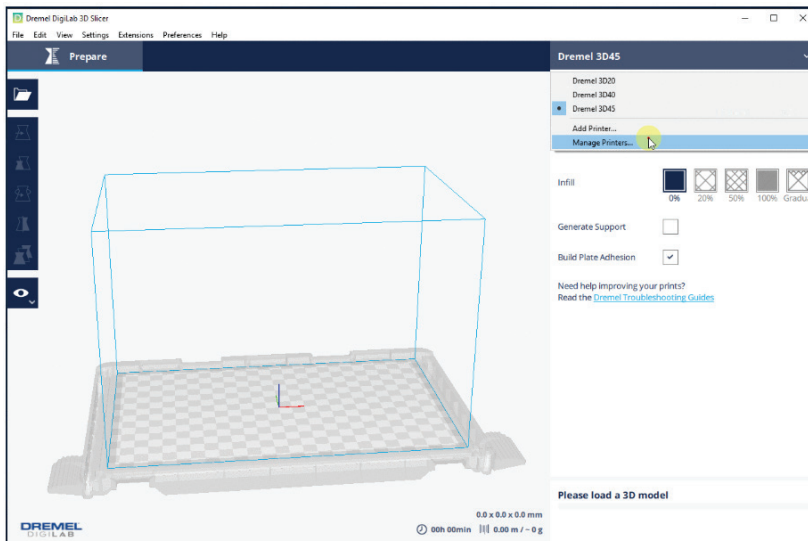 Dremel DigiLab 3D Slicer
File Edit View Settings Extensions Preferences Help
Prepare
Dremel 3D45
Dremel 3D20
Dremel 3D40
Dremel 3D45
Add Printer...
Manage Printers...
Infill
0% 20% 50% 100% Gradua
Generate Support
Build Plate Adhesion
Need help improving your prints?
Read the Dremel Troubleshooting Guides
Please load a 3D model
0.0 x 0.0 x 0.0 mm
00h 00min 0.00 m / ~ 0 g
DREMEL
DIGILAB